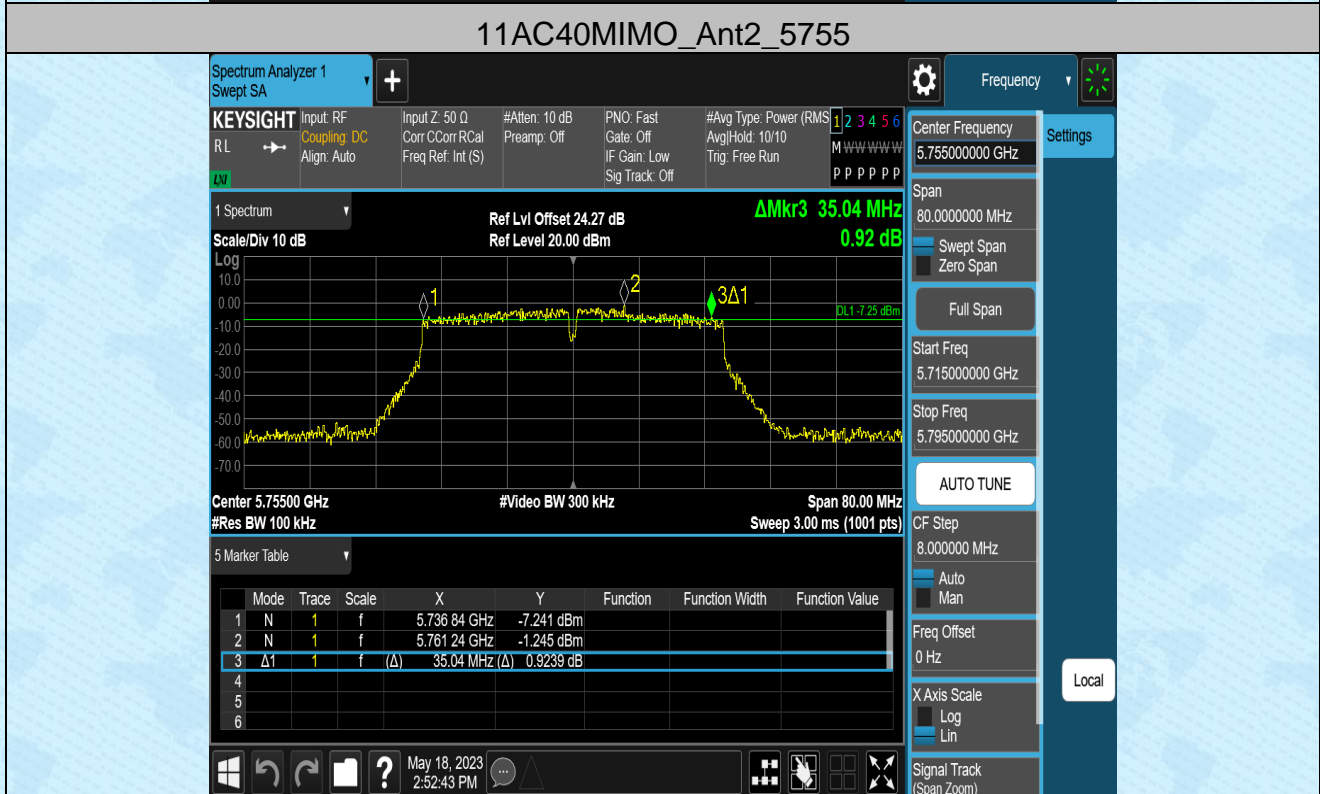 11AC40MIMO_Ant2_5755
Spectrum Analyzer 1
Swept SA
+
Frequency
KEYSIGHT
RL
LXI
Input: RF
Coupling: DC
Align: Auto
Input Z: 50 Ω
Corr CCorr RCal
Freq Ref: Int (S)
#Atten: 10 dB
Preamp: Off
PNO: Fast
Gate: Off
IF Gain: Low
Sig Track: Off
#Avg Type: Power (RMS
Avg|Hold: 10/10
Trig: Free Run
1 2 3 4 5 6
M W W W W W
P P P P P P
1 Spectrum
Scale/Div 10 dB
Ref Lvl Offset 24.27 dB
Ref Level 20.00 dBm
ΔMkr3 35.04 MHz
0.92 dB
Log
10.0
0.00
-10.0
-20.0
-30.0
-40.0
-50.0
-60.0
-70.0
1
2
3Δ1
DL1 -7.25 dBm
Center 5.75500 GHz
#Video BW 300 kHz
Span 80.00 MHz
#Res BW 100 kHz
Sweep 3.00 ms (1001 pts)
5 Marker Table
Mode Trace Scale X Y Function Function Width Function Value
1 N 1 f 5.736 84 GHz -7.241 dBm
2 N 1 f 5.761 24 GHz -1.245 dBm
3 Δ1 1 f (Δ) 35.04 MHz (Δ) 0.9239 dB
4
5
6
Center Frequency
5.755000000 GHz
Settings
Span
80.0000000 MHz
Swept Span
Zero Span
Full Span
Start Freq
5.715000000 GHz
Stop Freq
5.795000000 GHz
AUTO TUNE
CF Step
8.000000 MHz
Auto
Man
Freq Offset
0 Hz
X Axis Scale
Log
Lin
Local
Signal Track
(Span Zoom)
?
May 18, 2023
2:52:43 PM